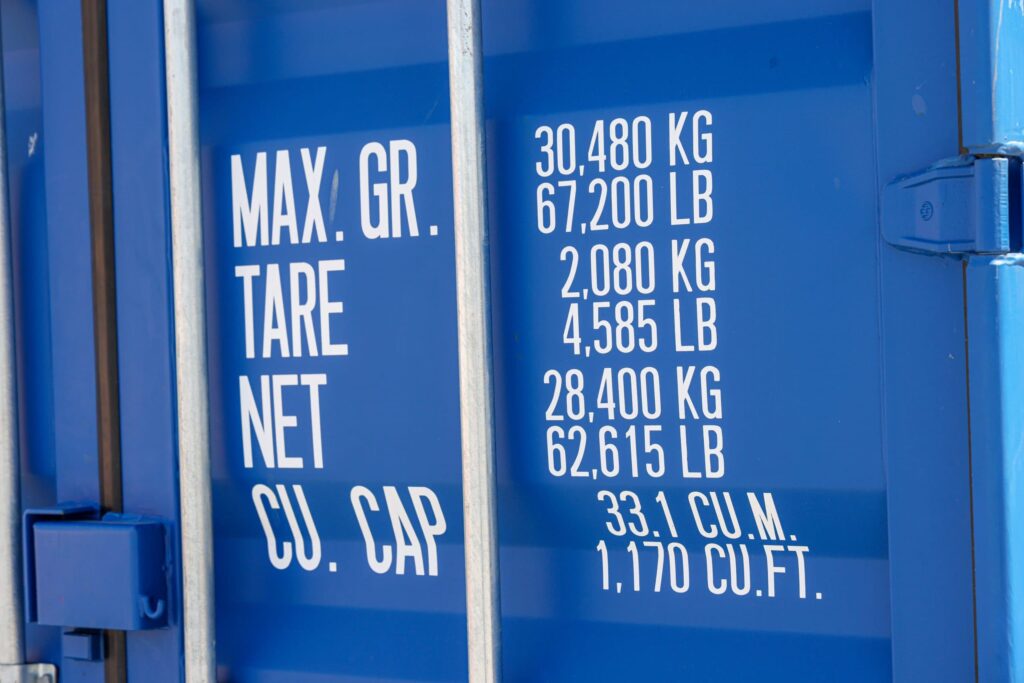 MAX. GR. 30,480 KG
67,200 LB
TARE 2,080 KG
4,585 LB
NET 28,400 KG
62,615 LB
CU. CAP 33.1 CU.M.
1,170 CU.FT.